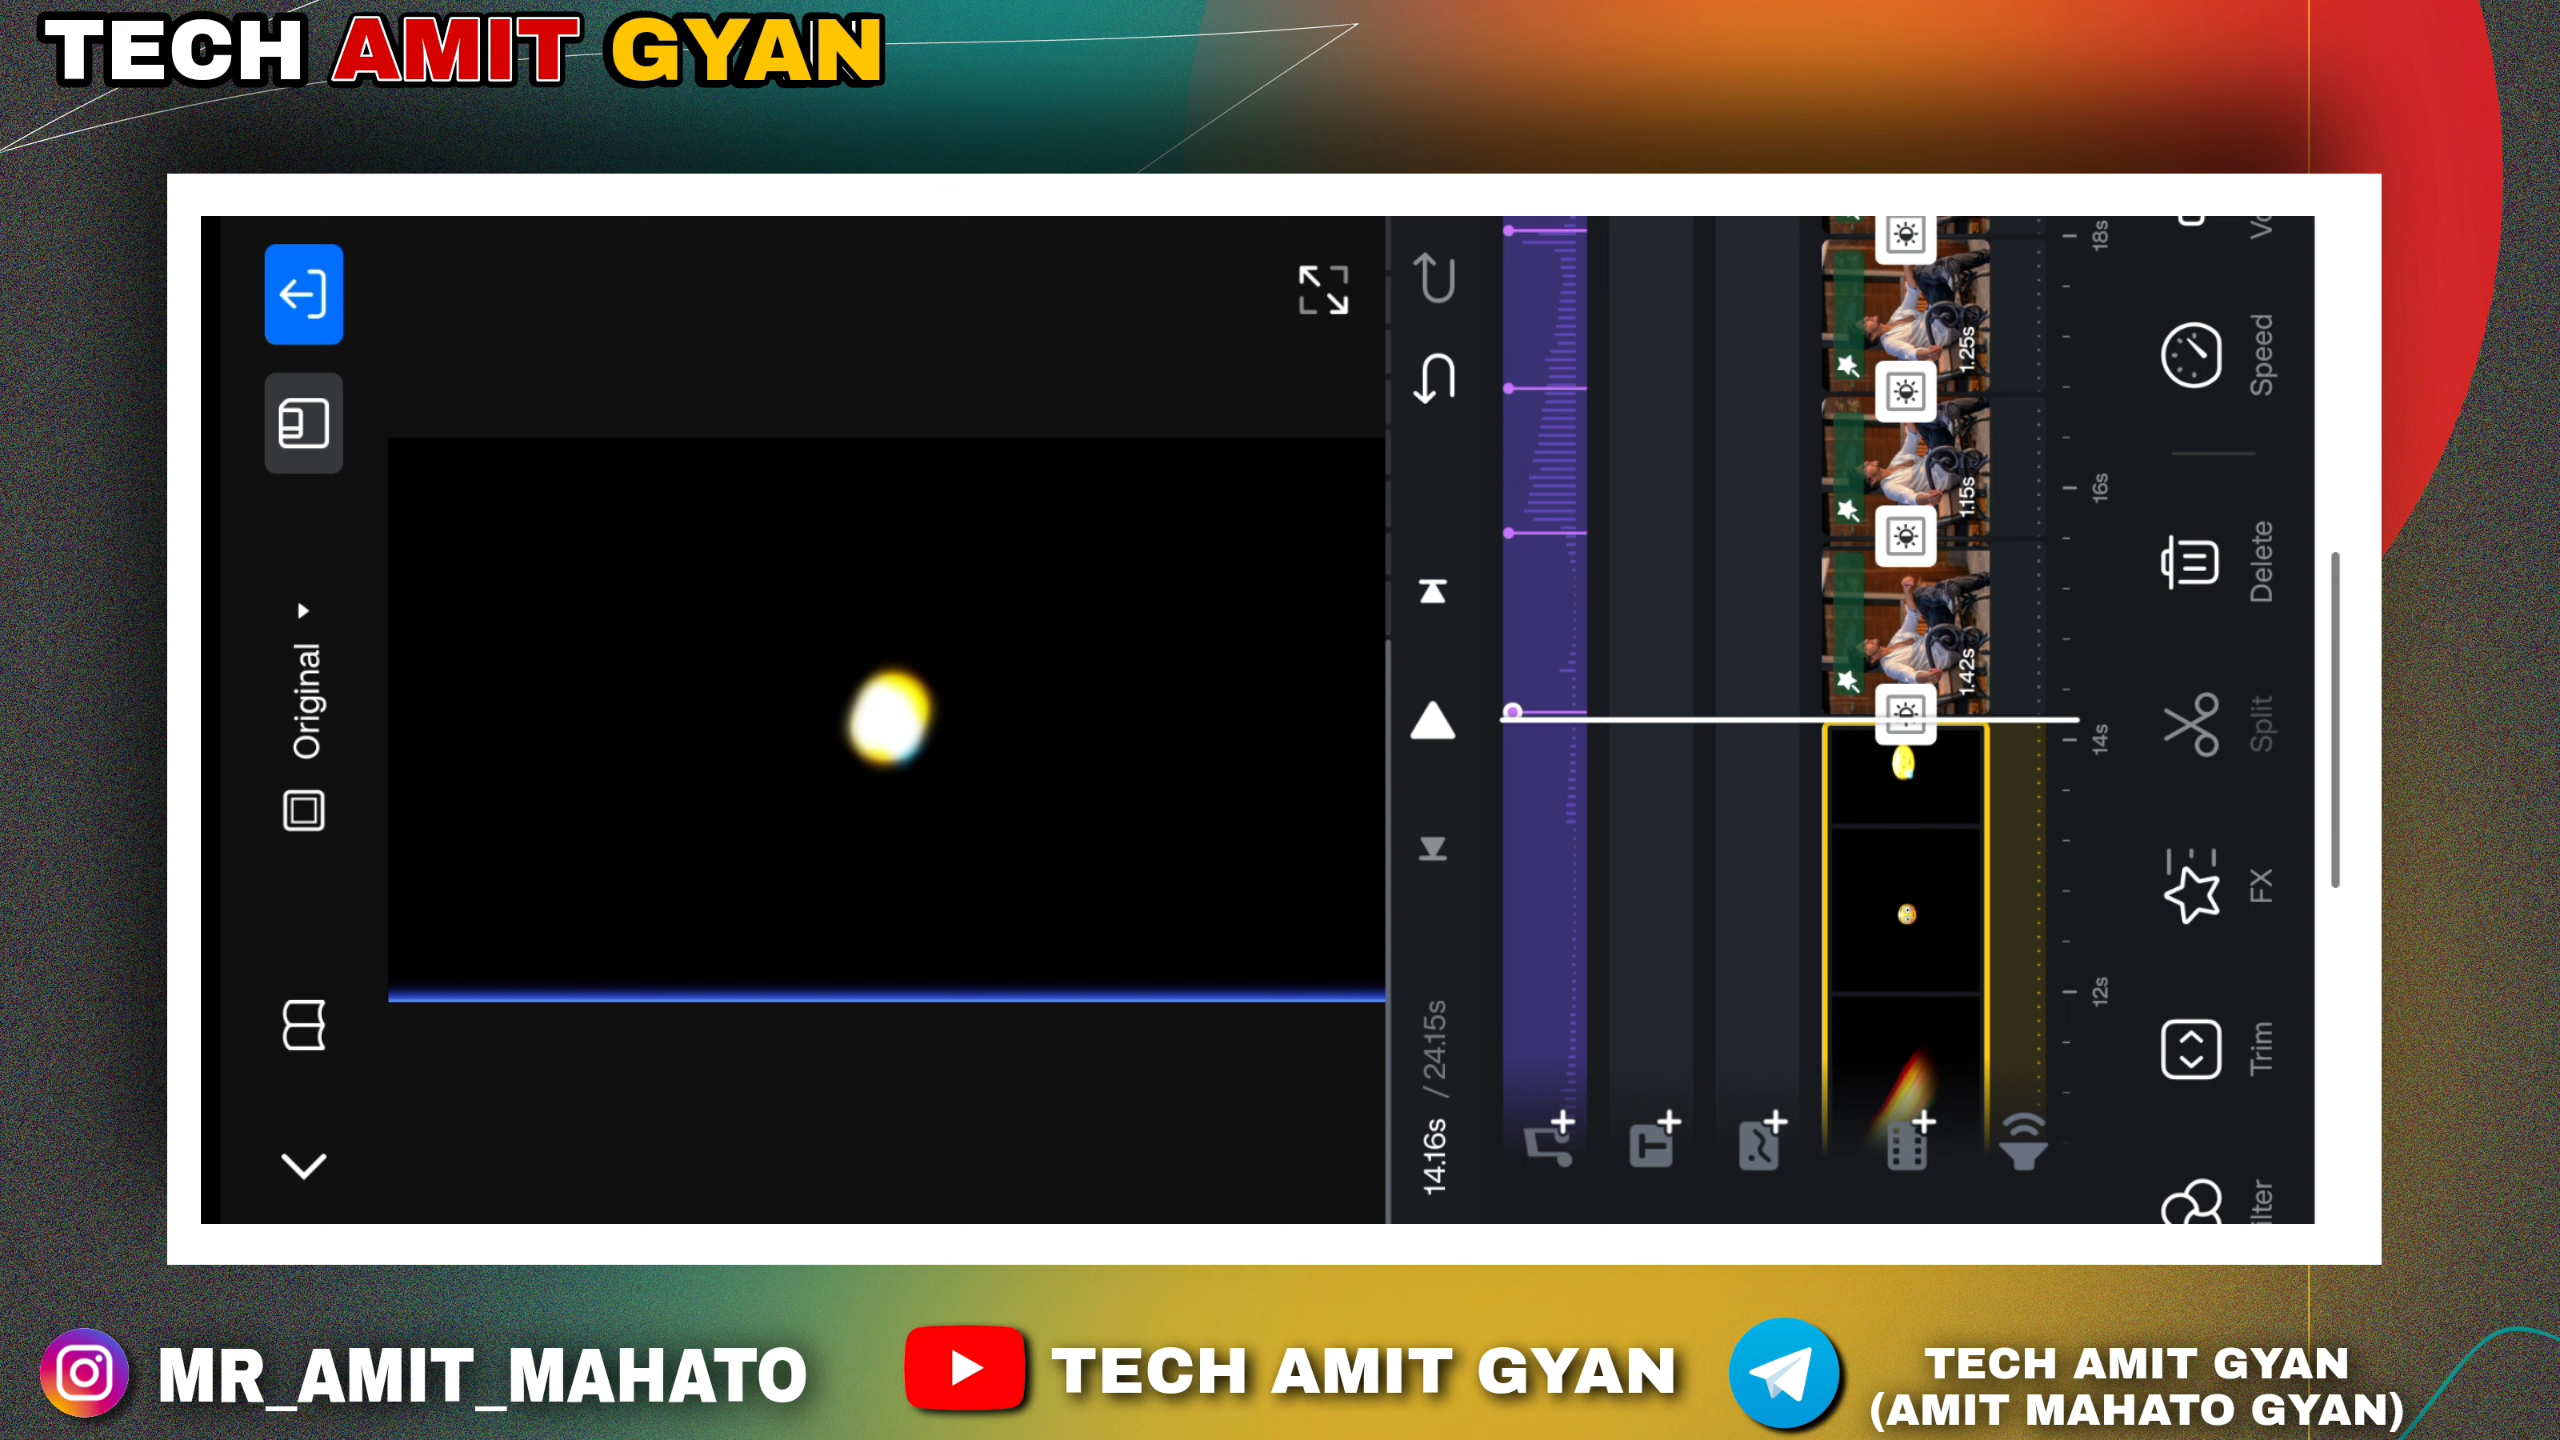 TECH AMIT GYAN
Original
14.16s / 24.15s
18s
16s
14s
12s
1.25s
1.15s
1.42s
Speed
Delete
Split
FX
Trim
MR_AMIT_MAHATO
TECH AMIT GYAN
TECH AMIT GYAN
(AMIT MAHATO GYAN)